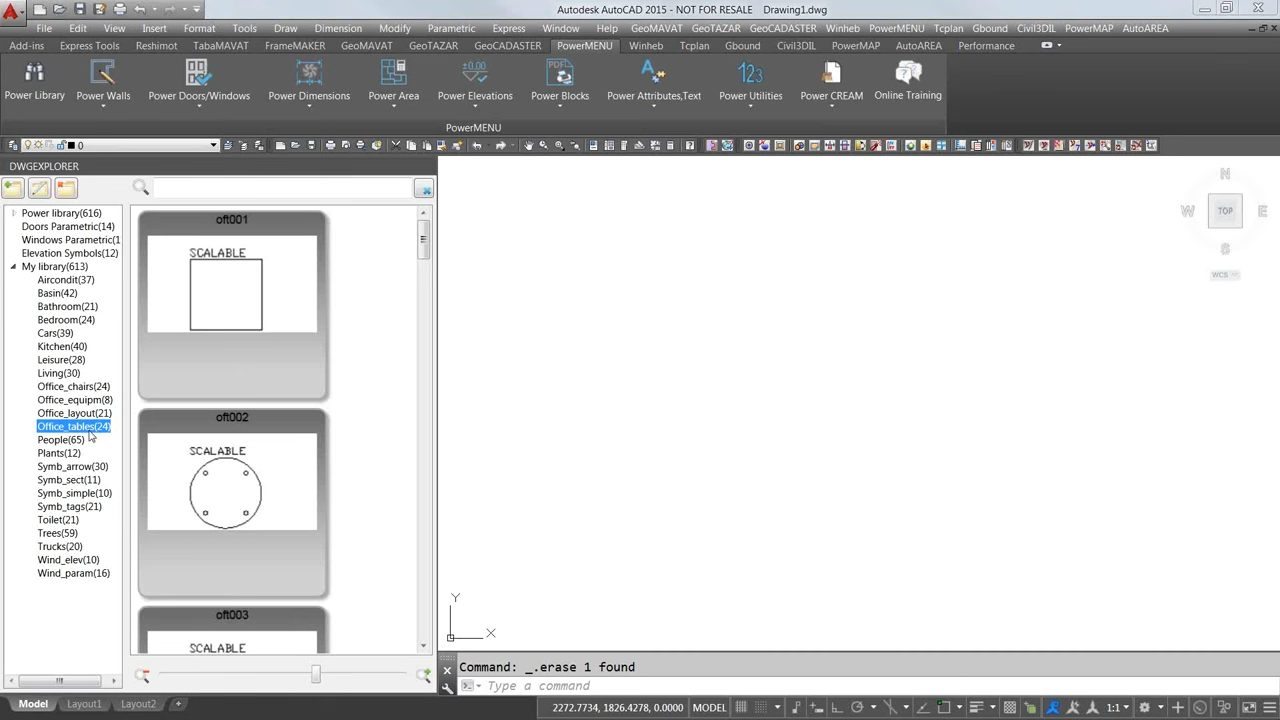 Autodesk AutoCAD 2015 - NOT FOR RESALE Drawing1.dwg
File Edit View Insert Format Tools Draw Dimension Modify Parametric Express Window Help GeoMAVAT GeoTAZAR GeoCADASTER Winheb PowerMENU Tcplan Gbound Civil3DIL PowerMAP AutoAREA
Add-ins Express Tools Reshimot TabaMAVAT FrameMAKER GeoMAVAT GeoTAZAR GeoCADASTER PowerMENU Winheb Tcplan Gbound Civil3DIL PowerMAP AutoAREA Performance
Power Library Power Walls Power Doors/Windows Power Dimensions Power Area Power Elevations Power Blocks Power Attributes,Text Power Utilities Power CREAM Online Training
PowerMENU
0
DWGEXPLORER
Power library(616)
Doors Parametric(14)
Windows Parametric(1
Elevation Symbols(12)
My library(613)
Aircondit(37)
Basin(42)
Bathroom(21)
Bedroom(24)
Cars(39)
Kitchen(40)
Leisure(28)
Living(30)
Office_chairs(24)
Office_equipm(8)
Office_layout(21)
Office_tables(24)
People(65)
Plants(12)
Symb_arrow(30)
Symb_sect(11)
Symb_simple(10)
Symb_tags(21)
Toilet(21)
Trees(59)
Trucks(20)
Wind_elev(10)
Wind_param(16)
oft001
SCALABLE
oft002
SCALABLE
oft003
SCALABLE
N
W TOP E
S
WCS
Y
X
Command: _.erase 1 found
Type a command
Model Layout1 Layout2 +
2272.7734, 1826.4278, 0.0000 MODEL 1:1